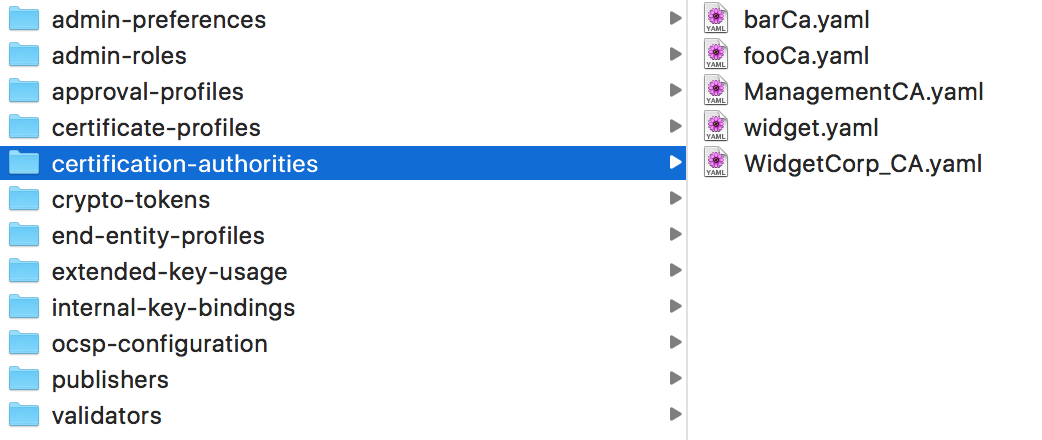 admin-preferences
admin-roles
approval-profiles
certificate-profiles
certification-authorities
crypto-tokens
end-entity-profiles
extended-key-usage
internal-key-bindings
ocsp-configuration
publishers
validators
YAML barCa.yaml
YAML fooCa.yaml
YAML ManagementCA.yaml
YAML widget.yaml
YAML WidgetCorp_CA.yaml